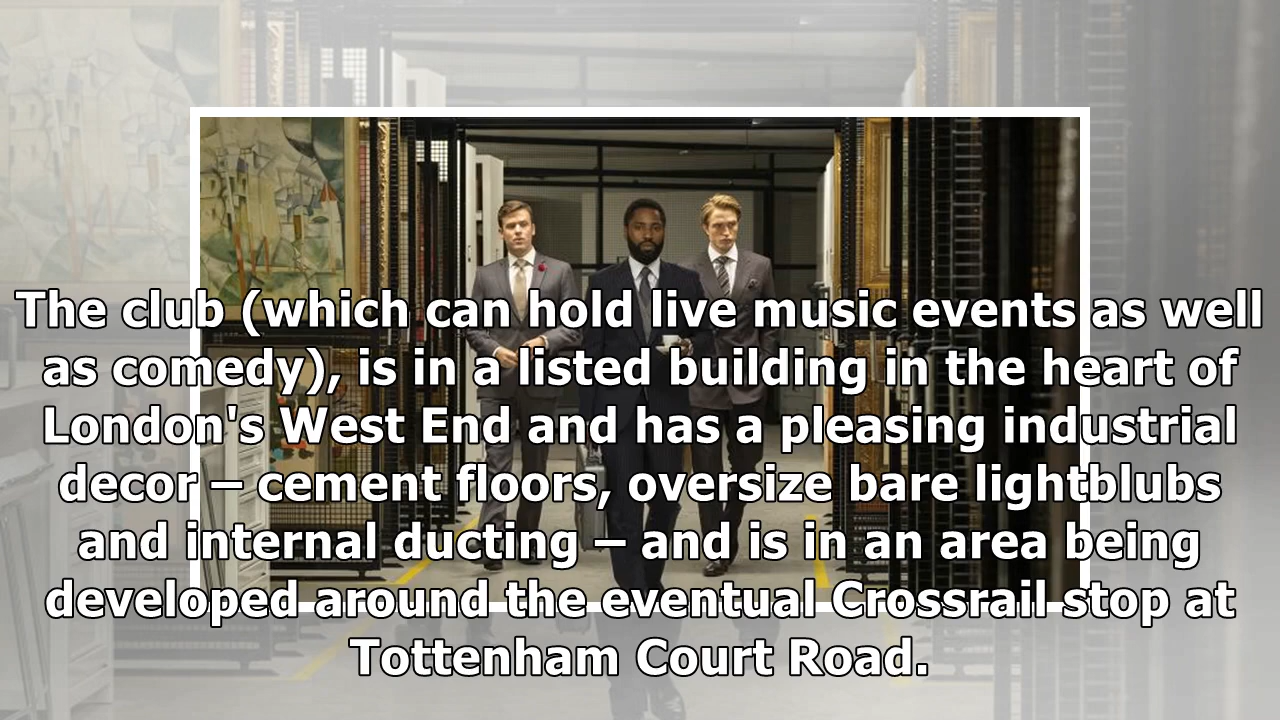 The club (which can hold live music events as well
as comedy), is in a listed building in the heart of
London's West End and has a pleasing industrial
decor – cement floors, oversize bare lightblubs
and internal ducting – and is in an area being
developed around the eventual Crossrail stop at
Tottenham Court Road.